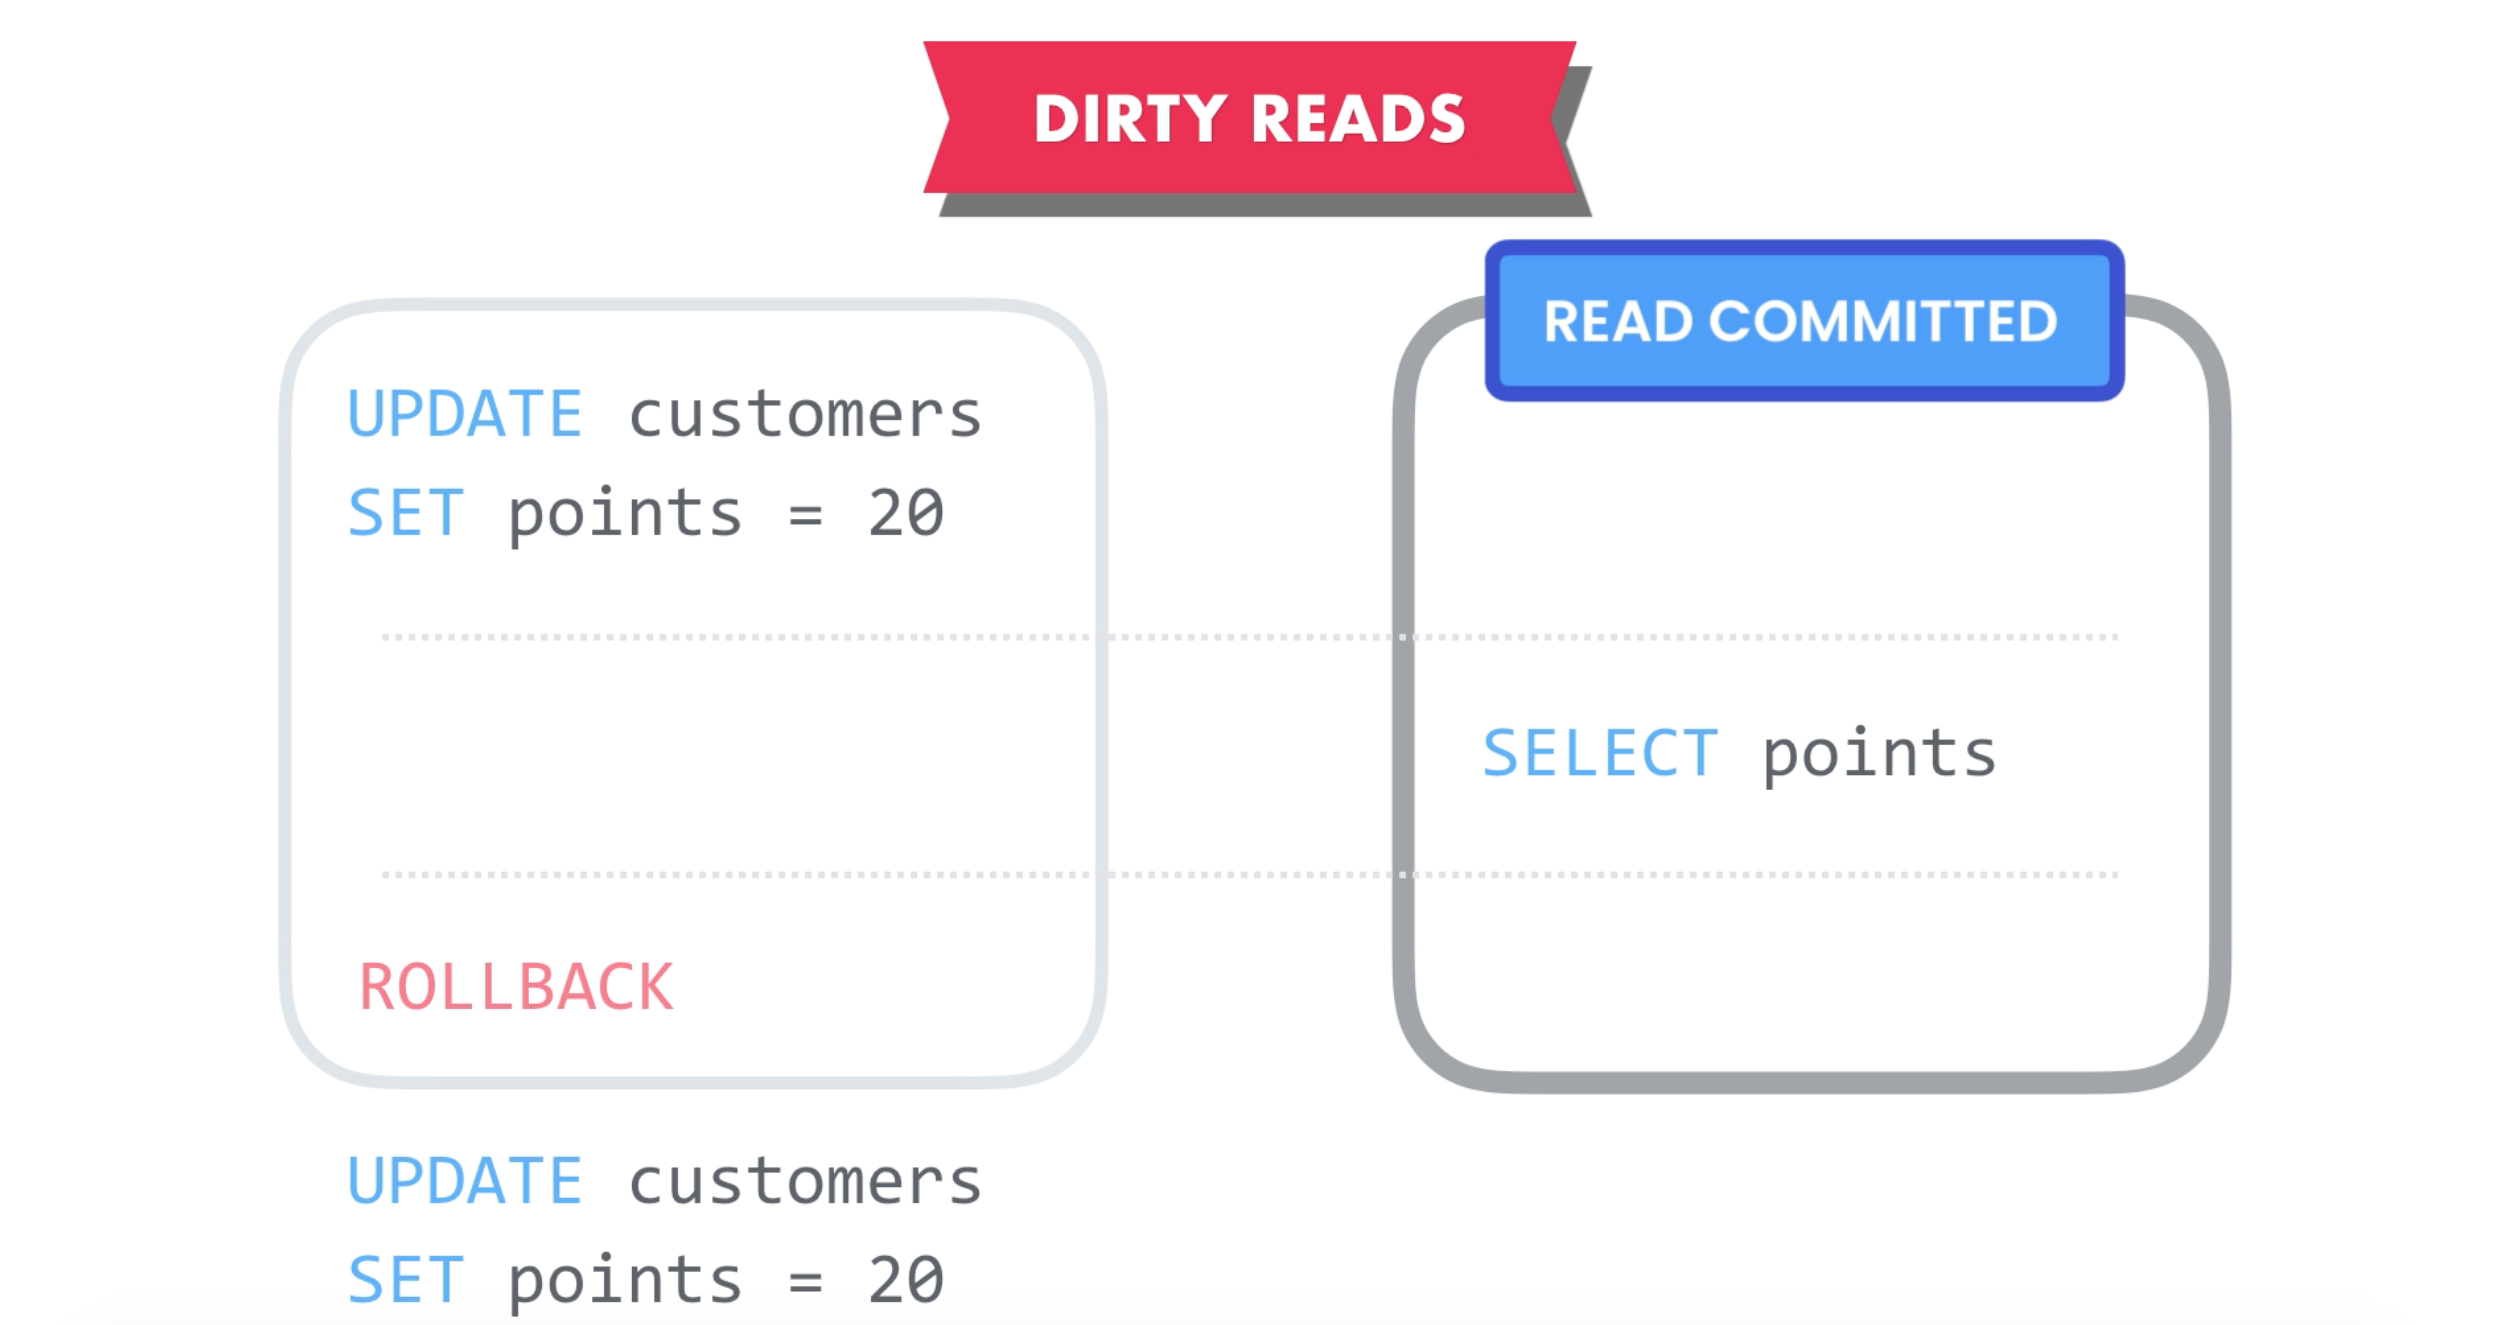 DIRTY READS
READ COMMITTED
UPDATE customers
SET points = 20
SELECT points
ROLLBACK
UPDATE customers
SET points = 20